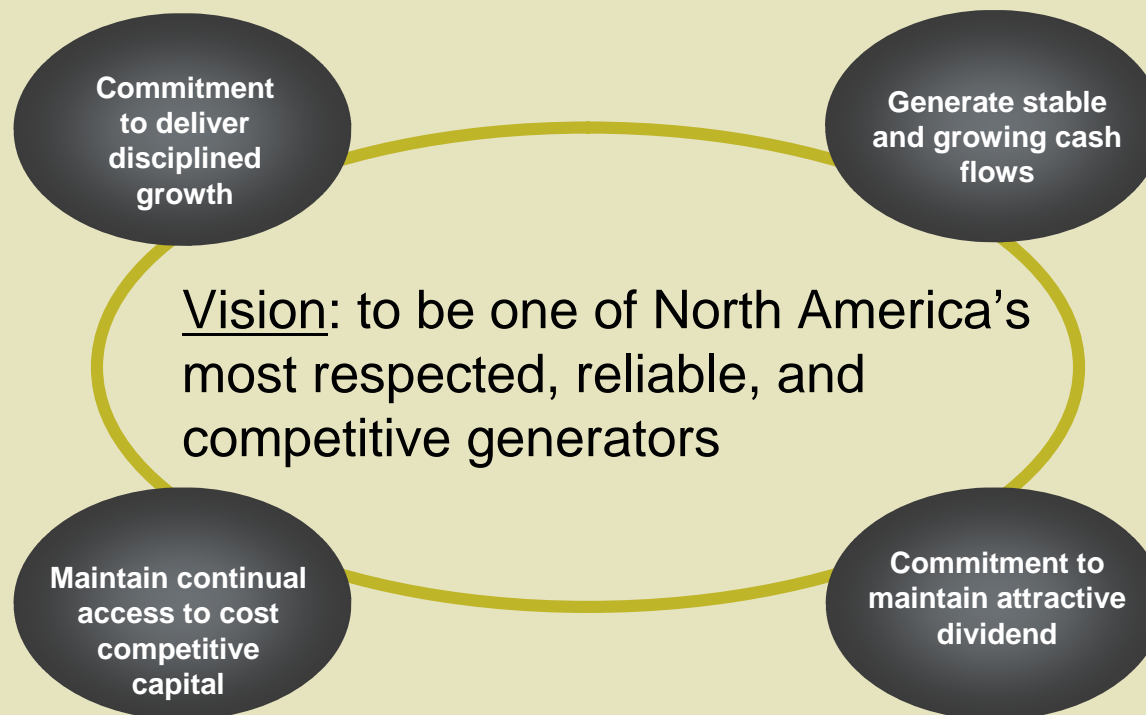 Commitment
to deliver
disciplined
growth
Generate stable
and growing cash
flows
Vision: to be one of North America’s
most respected, reliable, and
competitive generators
Maintain continual
access to cost
competitive
capital
Commitment to
maintain attractive
dividend